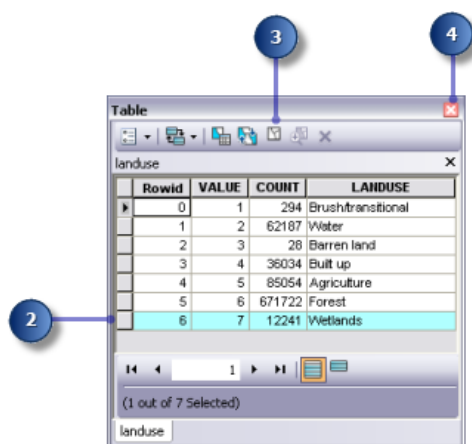 3
4
Table
landuse
Rowid VALUE COUNT LANDUSE
0 1 294 Brush/transitional
1 2 62187 Water
2 3 28 Barren land
3 4 36034 Built up
4 5 85054 Agriculture
5 6 671722 Forest
2
6 7 12241 Wetlands
1
(1 out of 7 Selected)
landuse